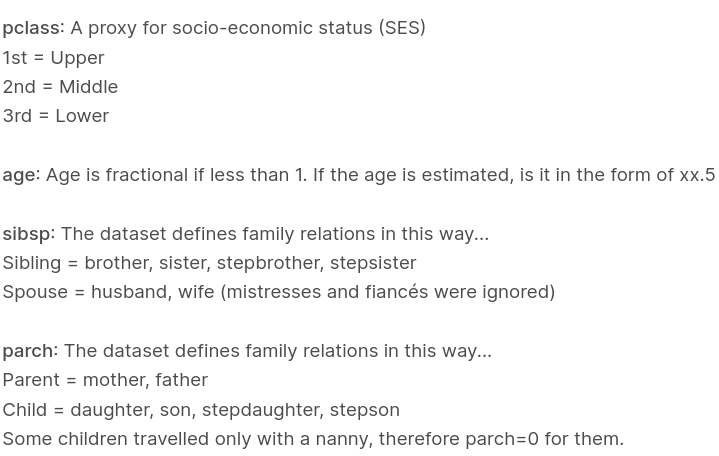 pclass: A proxy for socio-economic status (SES)
1st = Upper
2nd = Middle
3rd = Lower
age: Age is fractional if less than 1. If the age is estimated, is it in the form of xx.5
sibsp: The dataset defines family relations in this way...
Sibling = brother, sister, stepbrother, stepsister
Spouse = husband, wife (mistresses and fiancés were ignored)
parch: The dataset defines family relations in this way...
Parent = mother, father
Child = daughter, son, stepdaughter, stepson
Some children travelled only with a nanny, therefore parch=0 for them.